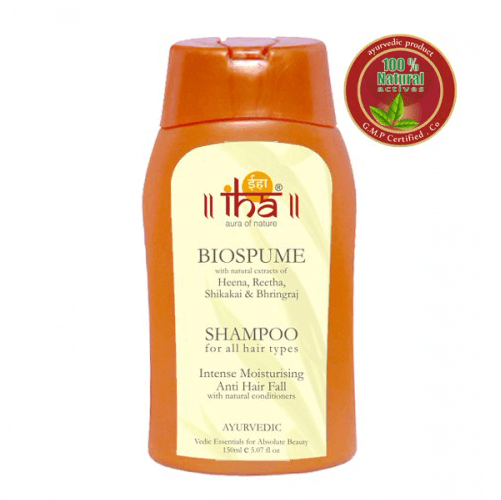 ayurvedic product
100%
Natural
actives
G.M.P Certified . Co
ईहा
॥ iha ॥ ®
aura of nature
BIOSPUME
with natural extracts of
Heena, Reetha,
Shikakai & Bhringraj
SHAMPOO
for all hair types
Intense Moisturising
Anti Hair Fall
with natural conditioners
AYURVEDIC
Vedic Essentials for Absolute Beauty
150ml e 5.07 fl oz